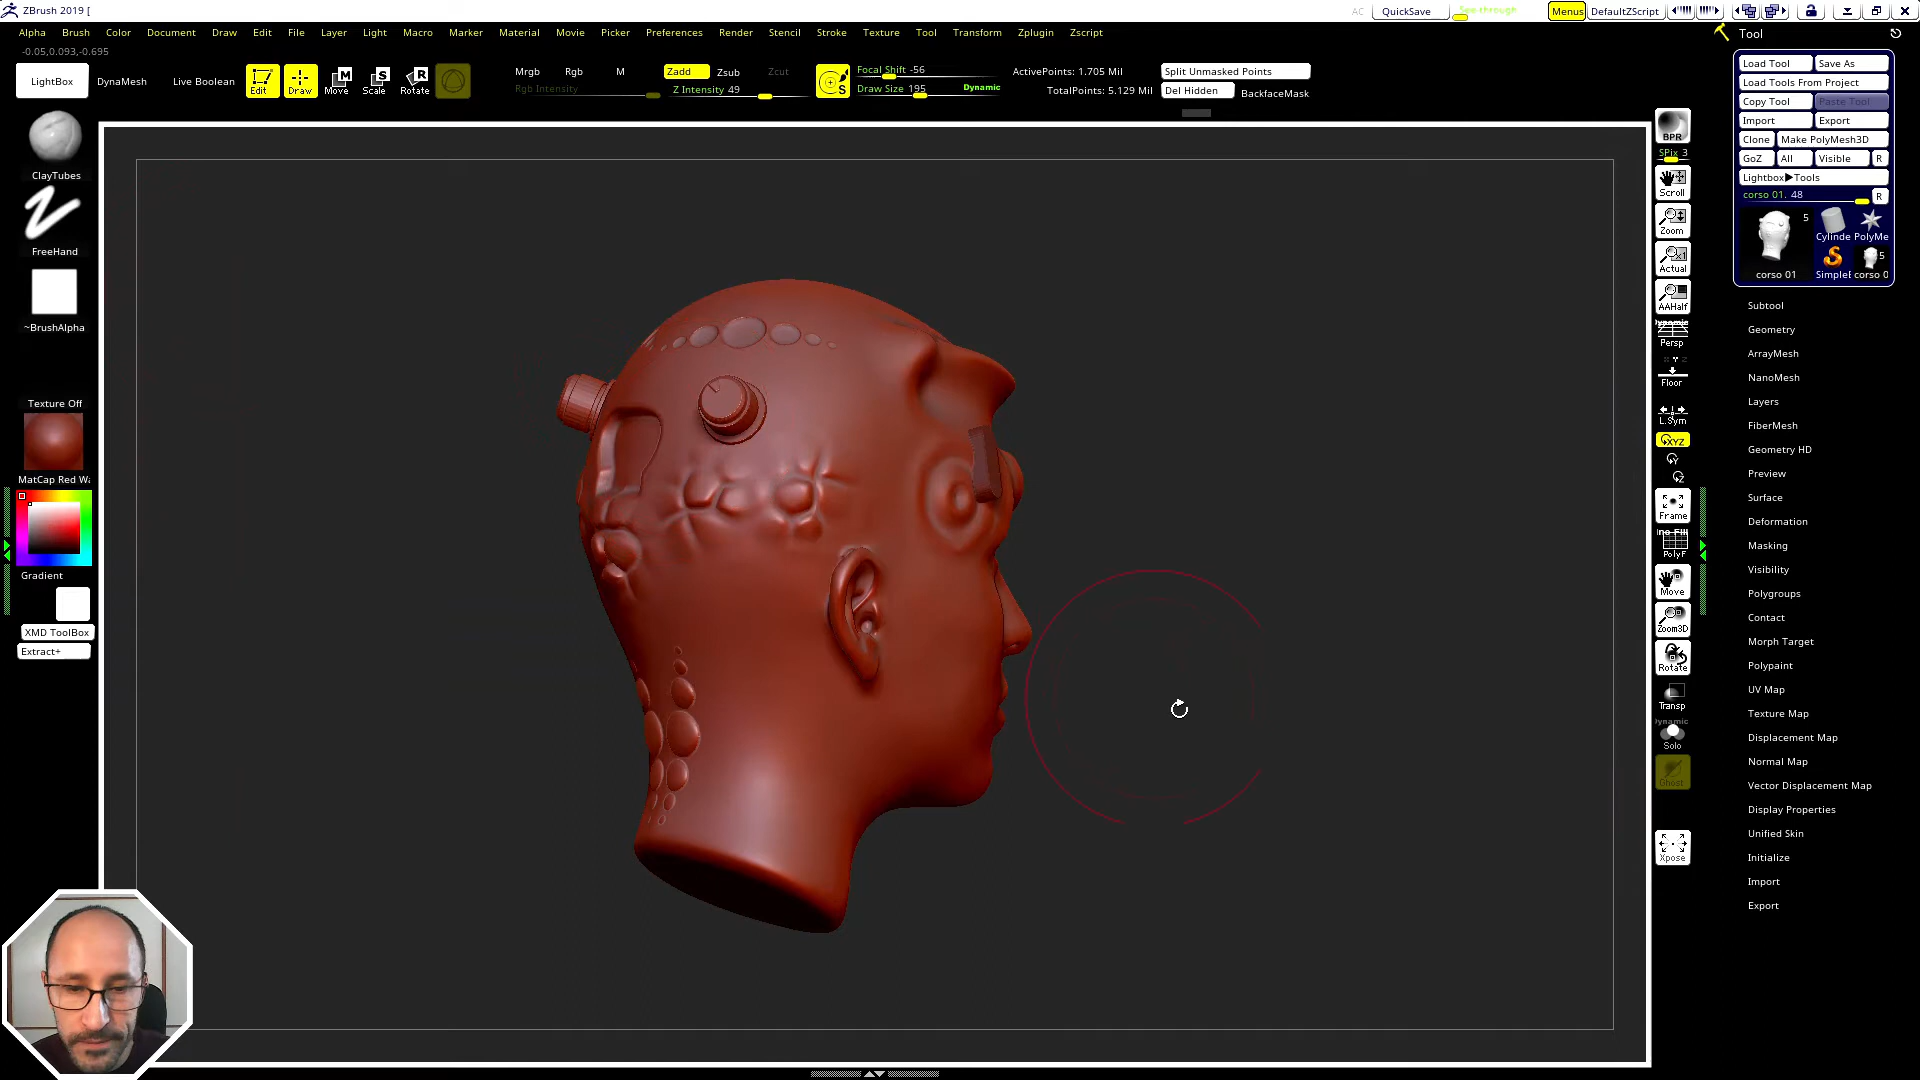 ZBrush 2019 [
AC
QuickSave
See-through
Menus
DefaultZScript
Alpha Brush Color Document Draw Edit File Layer Light Macro Marker Material Movie Picker Preferences Render Stencil Stroke Texture Tool Transform Zplugin Zscript
-0.05,0.093,-0.695
LightBox
DynaMesh
Live Boolean
Edit
Draw
M
Move
S
Scale
R
Rotate
Mrgb Rgb M
Rgb Intensity
Zadd Zsub Zcut
Z Intensity 49
S
Focal Shift -56
Draw Size 195
Dynamic
ActivePoints: 1.705 Mil
TotalPoints: 5.129 Mil
Split Unmasked Points
Del Hidden
BackfaceMask
ClayTubes
FreeHand
~BrushAlpha
Texture Off
MatCap Red Wa
Gradient
XMD ToolBox
Extract+
BPR
SPix 3
Scroll
Zoom
Actual
AAHalf
Dynamic
Persp
Floor
L.Sym
XYZ
Y
Z
Frame
PolyF
Move
Zoom3D
Rotate
Transp
Dynamic
Solo
Ghost
Xpose
Tool
Load Tool
Save As
Load Tools From Project
Copy Tool
Paste Tool
Import
Export
Clone
Make PolyMesh3D
GoZ
All
Visible
R
Lightbox▶Tools
corso 01. 48
R
5
Cylinde
PolyMe
5
corso 01
SimpleB
corso 0
Subtool
Geometry
ArrayMesh
NanoMesh
Layers
FiberMesh
Geometry HD
Preview
Surface
Deformation
Masking
Visibility
Polygroups
Contact
Morph Target
Polypaint
UV Map
Texture Map
Displacement Map
Normal Map
Vector Displacement Map
Display Properties
Unified Skin
Initialize
Import
Export